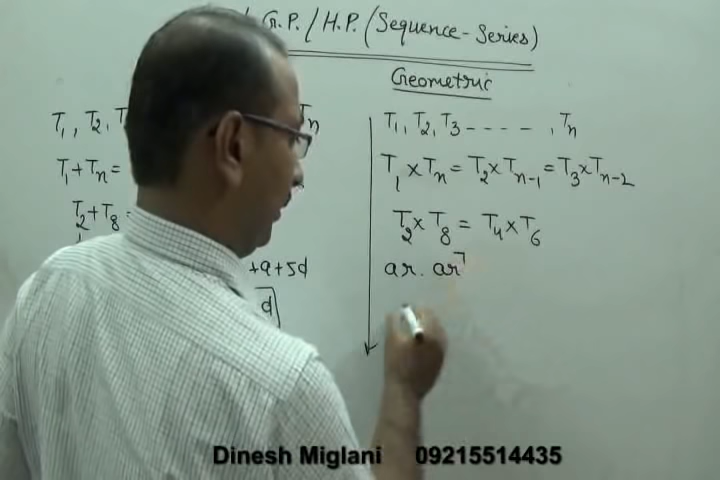 G.P./H.P. (Sequence-Series)
Geometric
T1, T2, T
n
T1, T2, T3 ---- -, Tn
T1+Tn=
T1 × Tn = T2 × Tn-1 = T3 × Tn-2
T2+T8=
T2 × T8 = T4 × T6
+a+5d
ar. ar⁷
d
Dinesh Miglani 09215514435